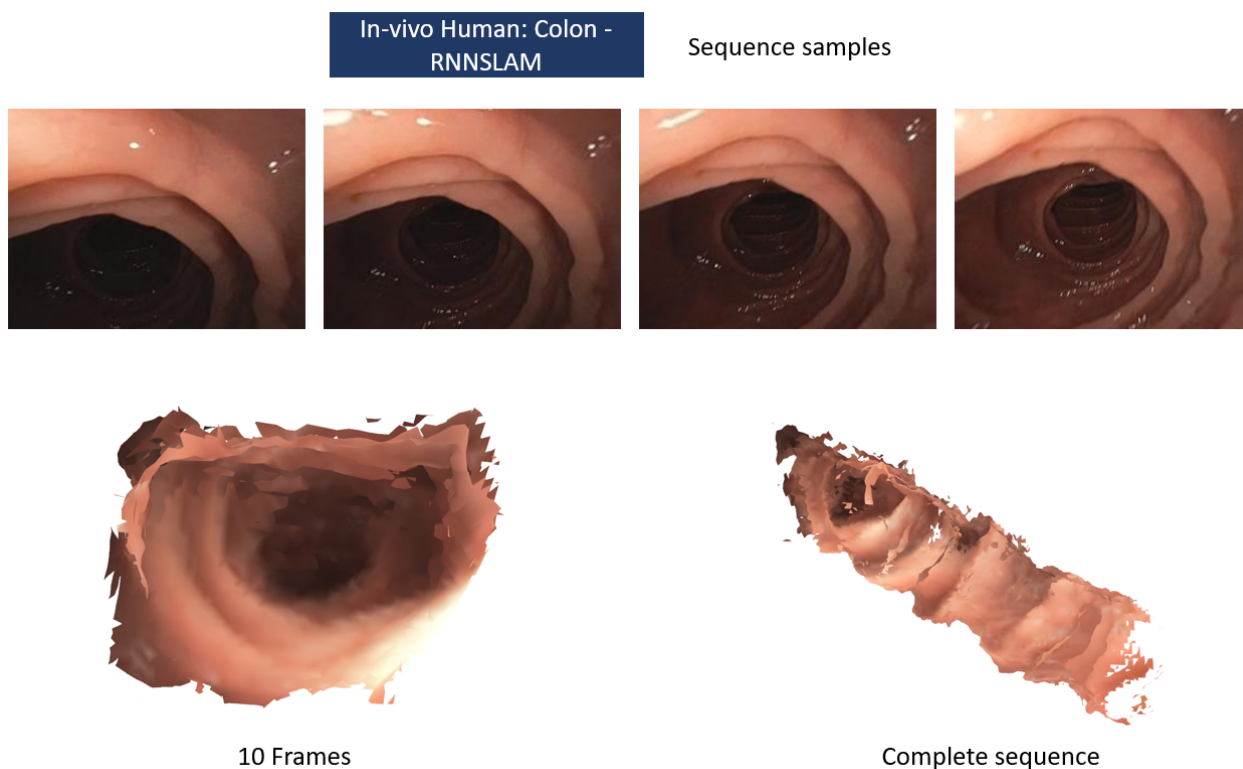 In-vivo Human: Colon -
RNNSLAM
Sequence samples
10 Frames
Complete sequence